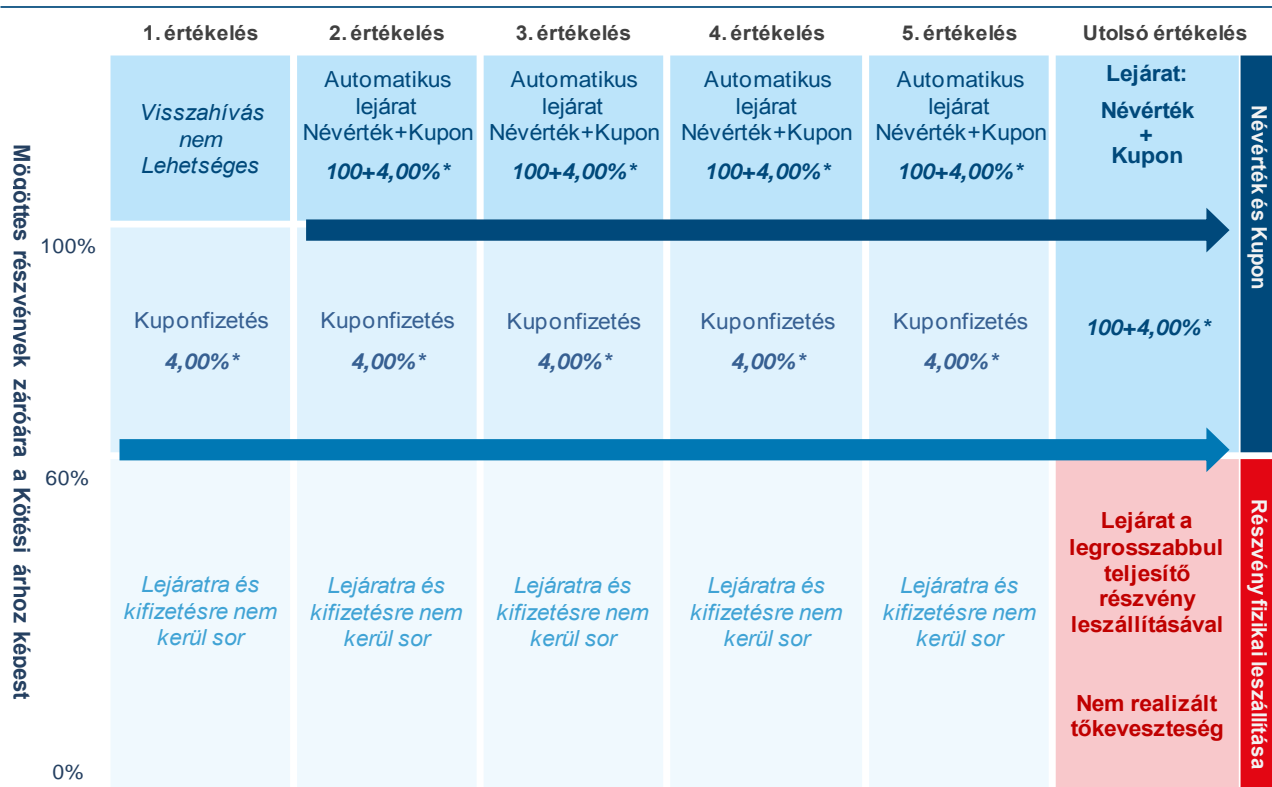 1. értékelés
2. értékelés
3. értékelés
4. értékelés
5. értékelés
Utolsó értékelés
Mögöttes részvények záróára a Kötési árhoz képest
100%
60%
0%
Visszahívás
nem
Lehetséges
Automatikus
lejárat
Névérték+Kupon
100+4,00%*
Automatikus
lejárat
Névérték+Kupon
100+4,00%*
Automatikus
lejárat
Névérték+Kupon
100+4,00%*
Automatikus
lejárat
Névérték+Kupon
100+4,00%*
Lejárat:
Névérték
+
Kupon
Kuponfizetés
4,00%*
Kuponfizetés
4,00%*
Kuponfizetés
4,00%*
Kuponfizetés
4,00%*
Kuponfizetés
4,00%*
100+4,00%*
Névérték és Kupon
Lejáratra és
kifizetésre nem
kerül sor
Lejáratra és
kifizetésre nem
kerül sor
Lejáratra és
kifizetésre nem
kerül sor
Lejáratra és
kifizetésre nem
kerül sor
Lejáratra és
kifizetésre nem
kerül sor
Lejárat a
legrosszabbul
teljesítő
részvény
leszállításával
Nem realizált
tőkeveszteség
Részvény fizikai leszállítása